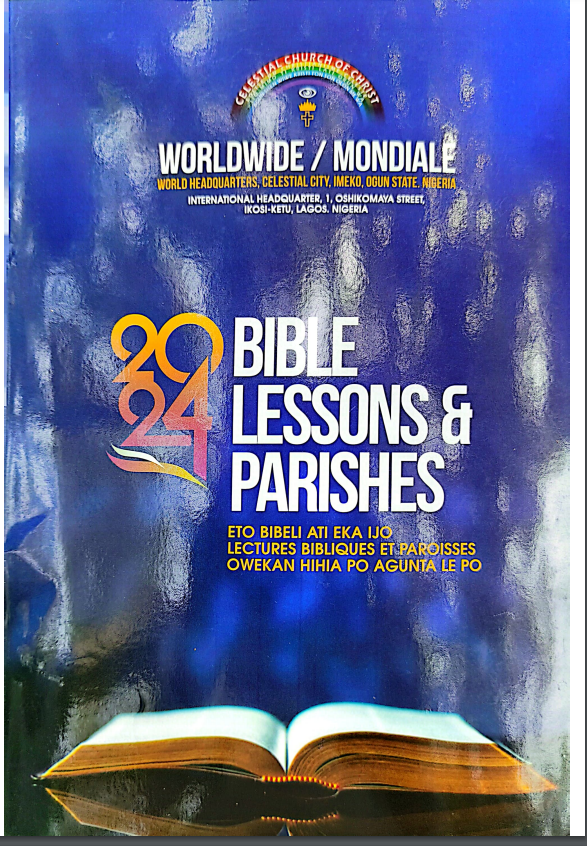 CELESTIAL CHURCH OF CHRIST
WORLDWIDE / MONDIALE
WORLD HEADQUARTERS, CELESTIAL CITY, IMEKO, OGUN STATE. NIGERIA
INTERNATIONAL HEADQUARTER, 1, OSHIKOMAYA STREET,
IKOSI-KETU, LAGOS. NIGERIA
2024
BIBLE
LESSONS &
PARISHES
ETO BIBELI ATI EKA IJO
LECTURES BIBLIQUES ET PAROISSES
OWEKAN HIHIA PO AGUNTA LE PO